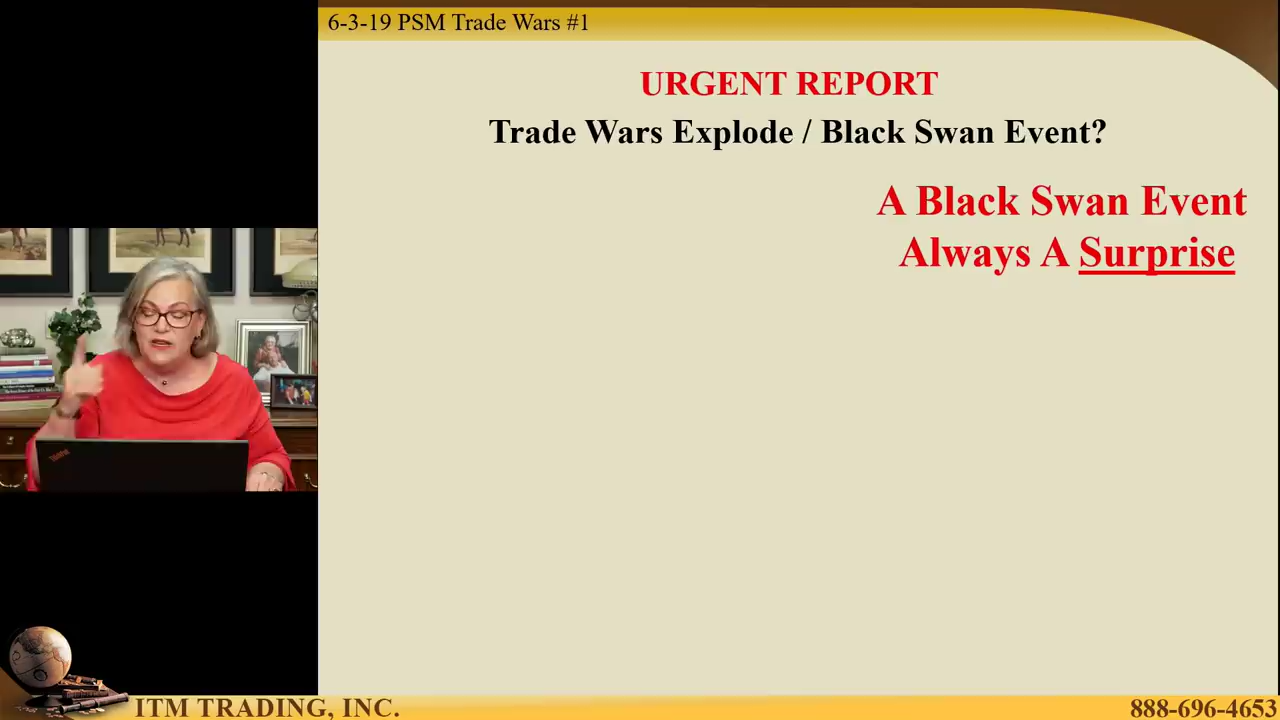 6-3-19 PSM Trade Wars #1
URGENT REPORT
Trade Wars Explode / Black Swan Event?
A Black Swan Event
Always A Surprise
ThinkPad
ITM TRADING, INC.
888-696-4653